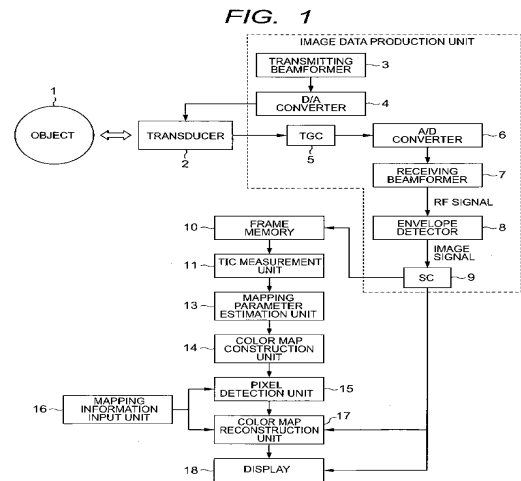 FIG. 1
IMAGE DATA PRODUCTION UNIT
TRANSMITTING
BEAMFORMER
3
D/A
CONVERTER
4
1
OBJECT
TRANSDUCER
2
TGC
5
A/D
CONVERTER
6
RECEIVING
BEAMFORMER
7
RF SIGNAL
ENVELOPE
DETECTOR
8
IMAGE
SIGNAL
SC
9
10
FRAME
MEMORY
11
TIC MEASUREMENT
UNIT
13
MAPPING
PARAMETER
ESTIMATION UNIT
14
COLOR MAP
CONSTRUCTION
UNIT
PIXEL
DETECTION UNIT
15
16
MAPPING
INFORMATION
INPUT UNIT
17
COLOR MAP
RECONSTRUCTION
UNIT
18
DISPLAY